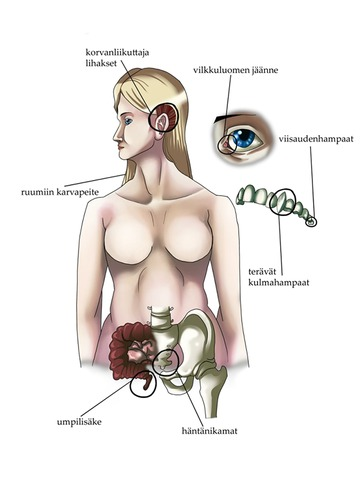 korvanliikuttaja
lihakset
vilkkuluomen jäänne
viisaudenhampaat
ruumiin karvapeite
terävät
kulmahampaat
umpilisäke
häntänikamat